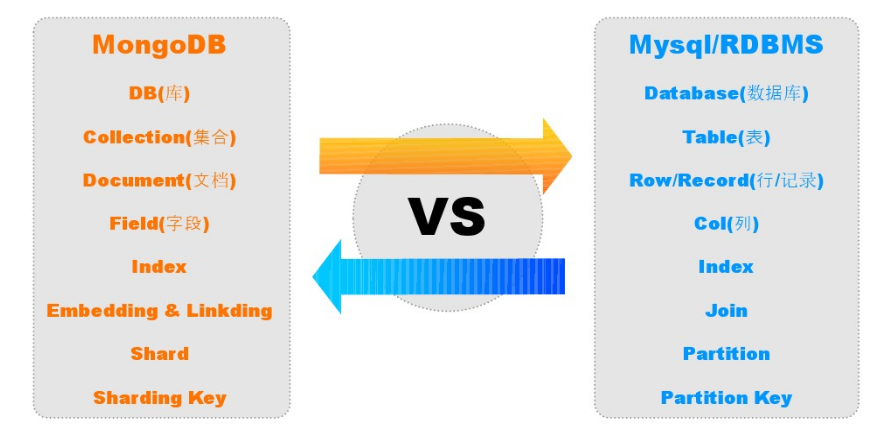 MongoDB
DB(库)
Collection(集合)
Document(文档)
Field(字段)
Index
Embedding & Linkding
Shard
Sharding Key
VS
Mysql/RDBMS
Database(数据库)
Table(表)
Row/Record(行/记录)
Col(列)
Index
Join
Partition
Partition Key